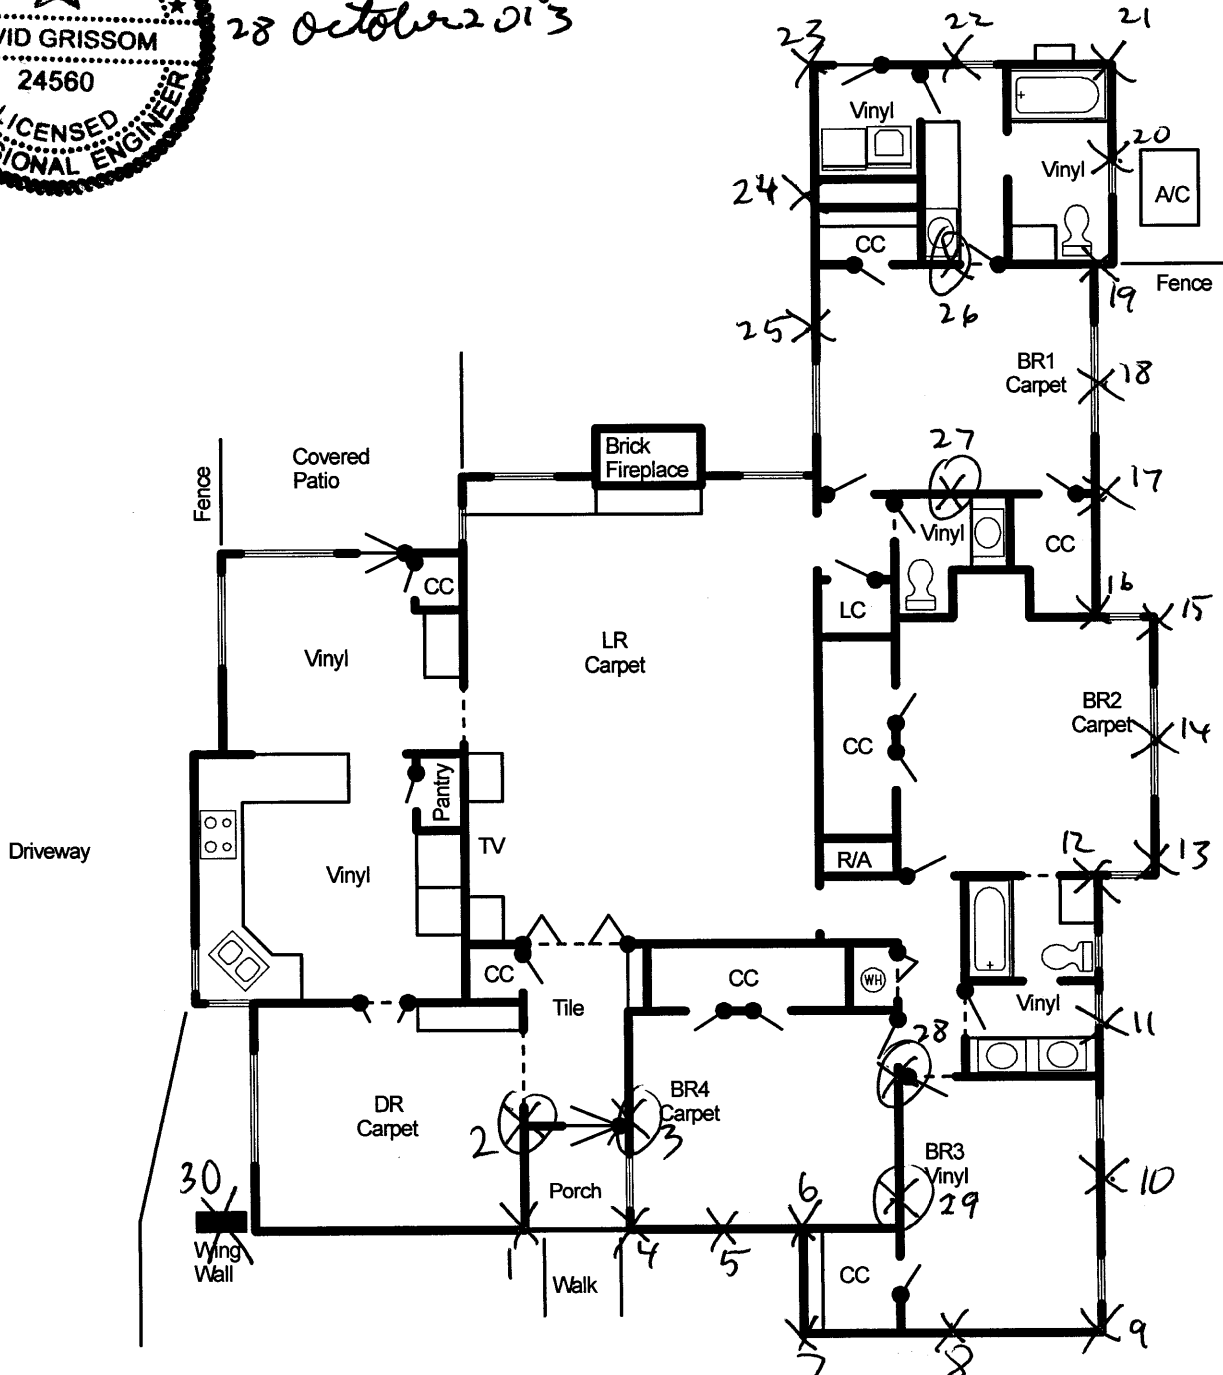 28 October 2013
VID GRISSOM
24560
LICENSED
SIONAL ENGINEER
23
22
21
Vinyl
20
Vinyl
A/C
24
CC
Fence
19
26
25
BR1
Carpet
18
27
Brick
Fireplace
Covered
Patio
Fence
17
Vinyl
CC
CC
16
15
LC
LR
Carpet
Vinyl
BR2
Carpet
14
CC
Pantry
TV
Driveway
Vinyl
R/A
12
13
CC
CC
WH
Tile
Vinyl
11
28
DR
Carpet
BR4
Carpet
2
3
BR3
Vinyl
10
30
Porch
6
29
Wing
Wall
1
4
5
Walk
CC
7
8
9